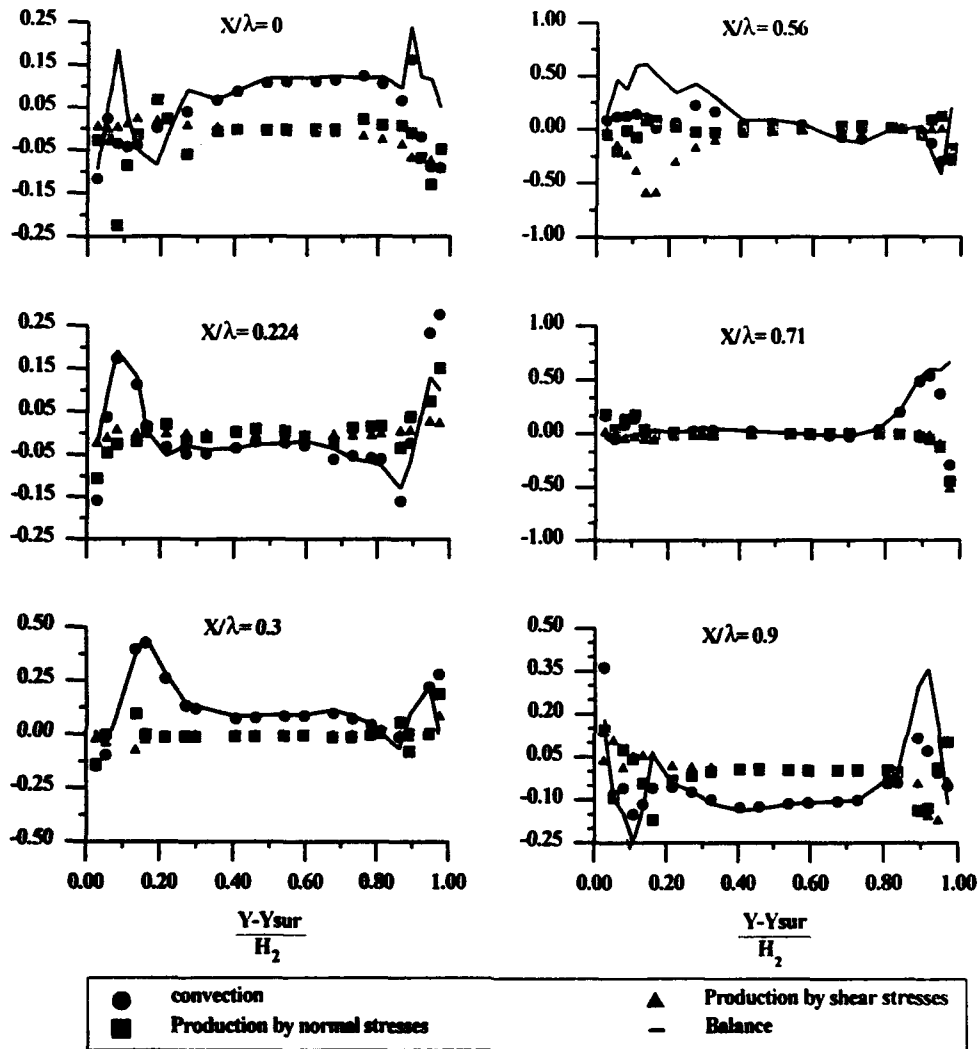 X/λ= 0
0.25
0.15
0.05
-0.05
-0.15
-0.25
X/λ= 0.56
1.00
0.50
0.00
-0.50
-1.00
X/λ= 0.224
0.25
0.15
0.05
-0.05
-0.15
-0.25
X/λ= 0.71
1.00
0.50
0.00
-0.50
-1.00
X/λ= 0.3
0.50
0.25
0.00
-0.25
-0.50
0.00 0.20 0.40 0.60 0.80 1.00
Y-Ysur
H2
X/λ= 0.9
0.50
0.35
0.20
0.05
-0.10
-0.25
0.00 0.20 0.40 0.60 0.80 1.00
Y-Ysur
H2
convection
Production by shear stresses
Production by normal stresses
Balance